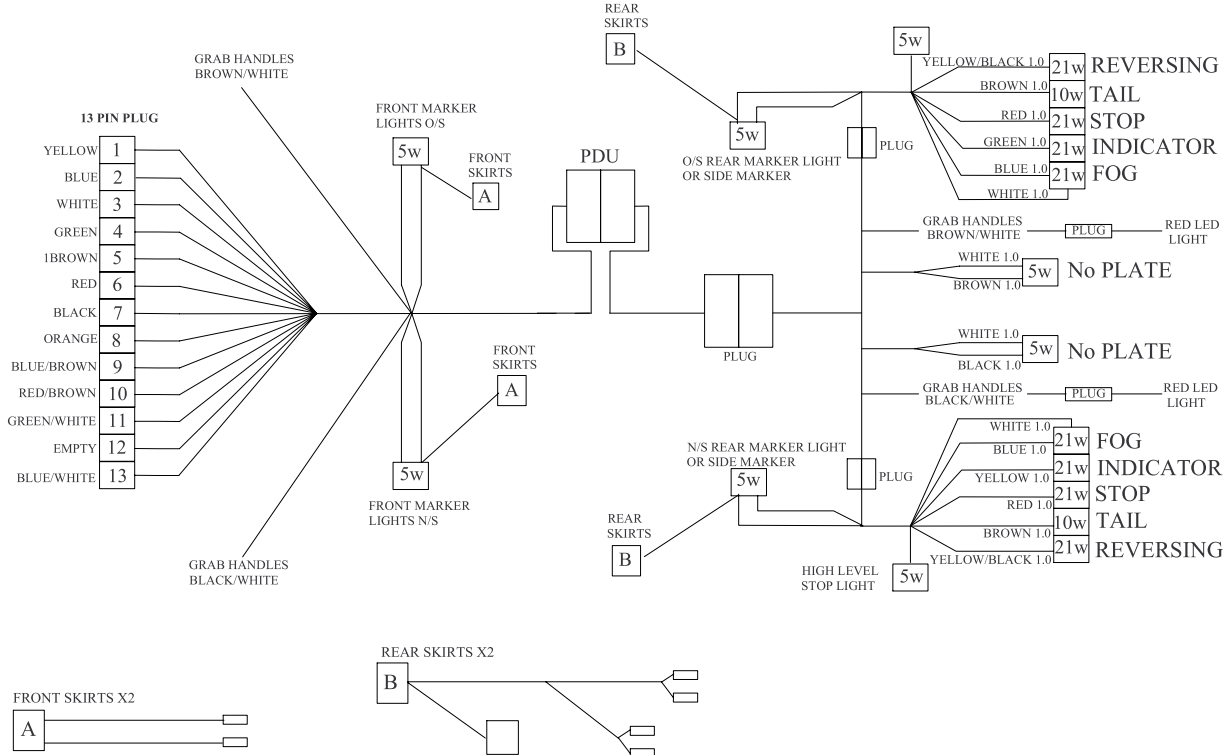 13 PIN PLUG
YELLOW 1
BLUE 2
WHITE 3
GREEN 4
1BROWN 5
RED 6
BLACK 7
ORANGE 8
BLUE/BROWN 9
RED/BROWN 10
GREEN/WHITE 11
EMPTY 12
BLUE/WHITE 13
GRAB HANDLES
BROWN/WHITE
GRAB HANDLES
BLACK/WHITE
FRONT MARKER
LIGHTS O/S
5w
FRONT
SKIRTS
A
FRONT
SKIRTS
A
5w
FRONT MARKER
LIGHTS N/S
PDU
PLUG
REAR
SKIRTS
B
5w
O/S REAR MARKER LIGHT
OR SIDE MARKER
PLUG
5w
YELLOW/BLACK 1.0 21w REVERSING
BROWN 1.0 10w TAIL
RED 1.0 21w STOP
GREEN 1.0 21w INDICATOR
BLUE 1.0 21w FOG
WHITE 1.0
GRAB HANDLES
BROWN/WHITE
PLUG
RED LED
LIGHT
WHITE 1.0
BROWN 1.0
5w No PLATE
WHITE 1.0
BLACK 1.0
5w No PLATE
GRAB HANDLES
BLACK/WHITE
PLUG
RED LED
LIGHT
N/S REAR MARKER LIGHT
OR SIDE MARKER
5w
PLUG
REAR
SKIRTS
B
WHITE 1.0
BLUE 1.0 21w FOG
YELLOW 1.0 21w INDICATOR
RED 1.0 21w STOP
BROWN 1.0 10w TAIL
YELLOW/BLACK 1.0 21w REVERSING
HIGH LEVEL
STOP LIGHT
5w
FRONT SKIRTS X2
A
REAR SKIRTS X2
B